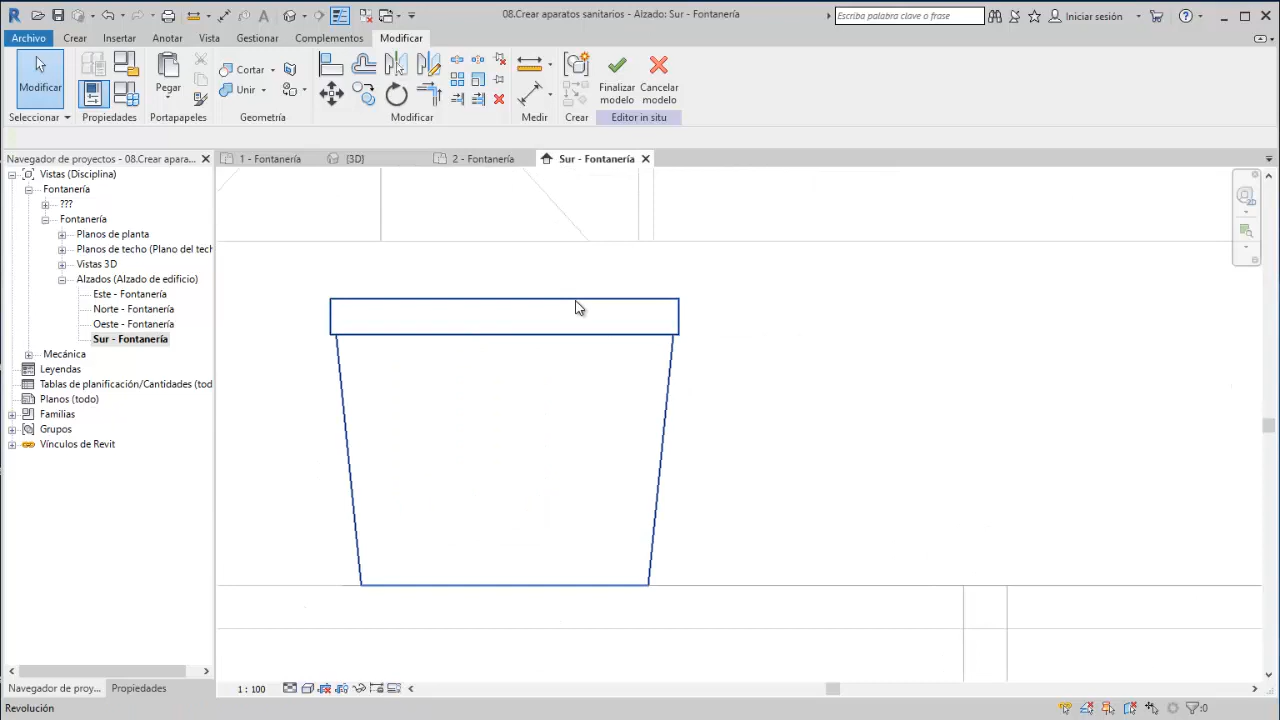 08.Crear aparatos sanitarios - Alzado: Sur - Fontanería
Escriba palabra clave o frase
Iniciar sesión
Archivo
Crear
Insertar
Anotar
Vista
Gestionar
Complementos
Modificar
Modificar
Pegar
Cortar
Unir
Finalizar modelo
Cancelar modelo
Seleccionar
Propiedades
Portapapeles
Geometría
Modificar
Medir
Crear
Editor in situ
Navegador de proyectos - 08.Crear apara...
1 - Fontanería
{3D}
2 - Fontanería
Sur - Fontanería
Vistas (Disciplina)
Fontanería
???
Fontanería
Planos de planta
Planos de techo (Plano del tech
Vistas 3D
Alzados (Alzado de edificio)
Este - Fontanería
Norte - Fontanería
Oeste - Fontanería
Sur - Fontanería
Mecánica
Leyendas
Tablas de planificación/Cantidades (tod
Planos (todo)
Familias
Grupos
Vínculos de Revit
Navegador de proy...
Propiedades
1 : 100
Revolución
:0